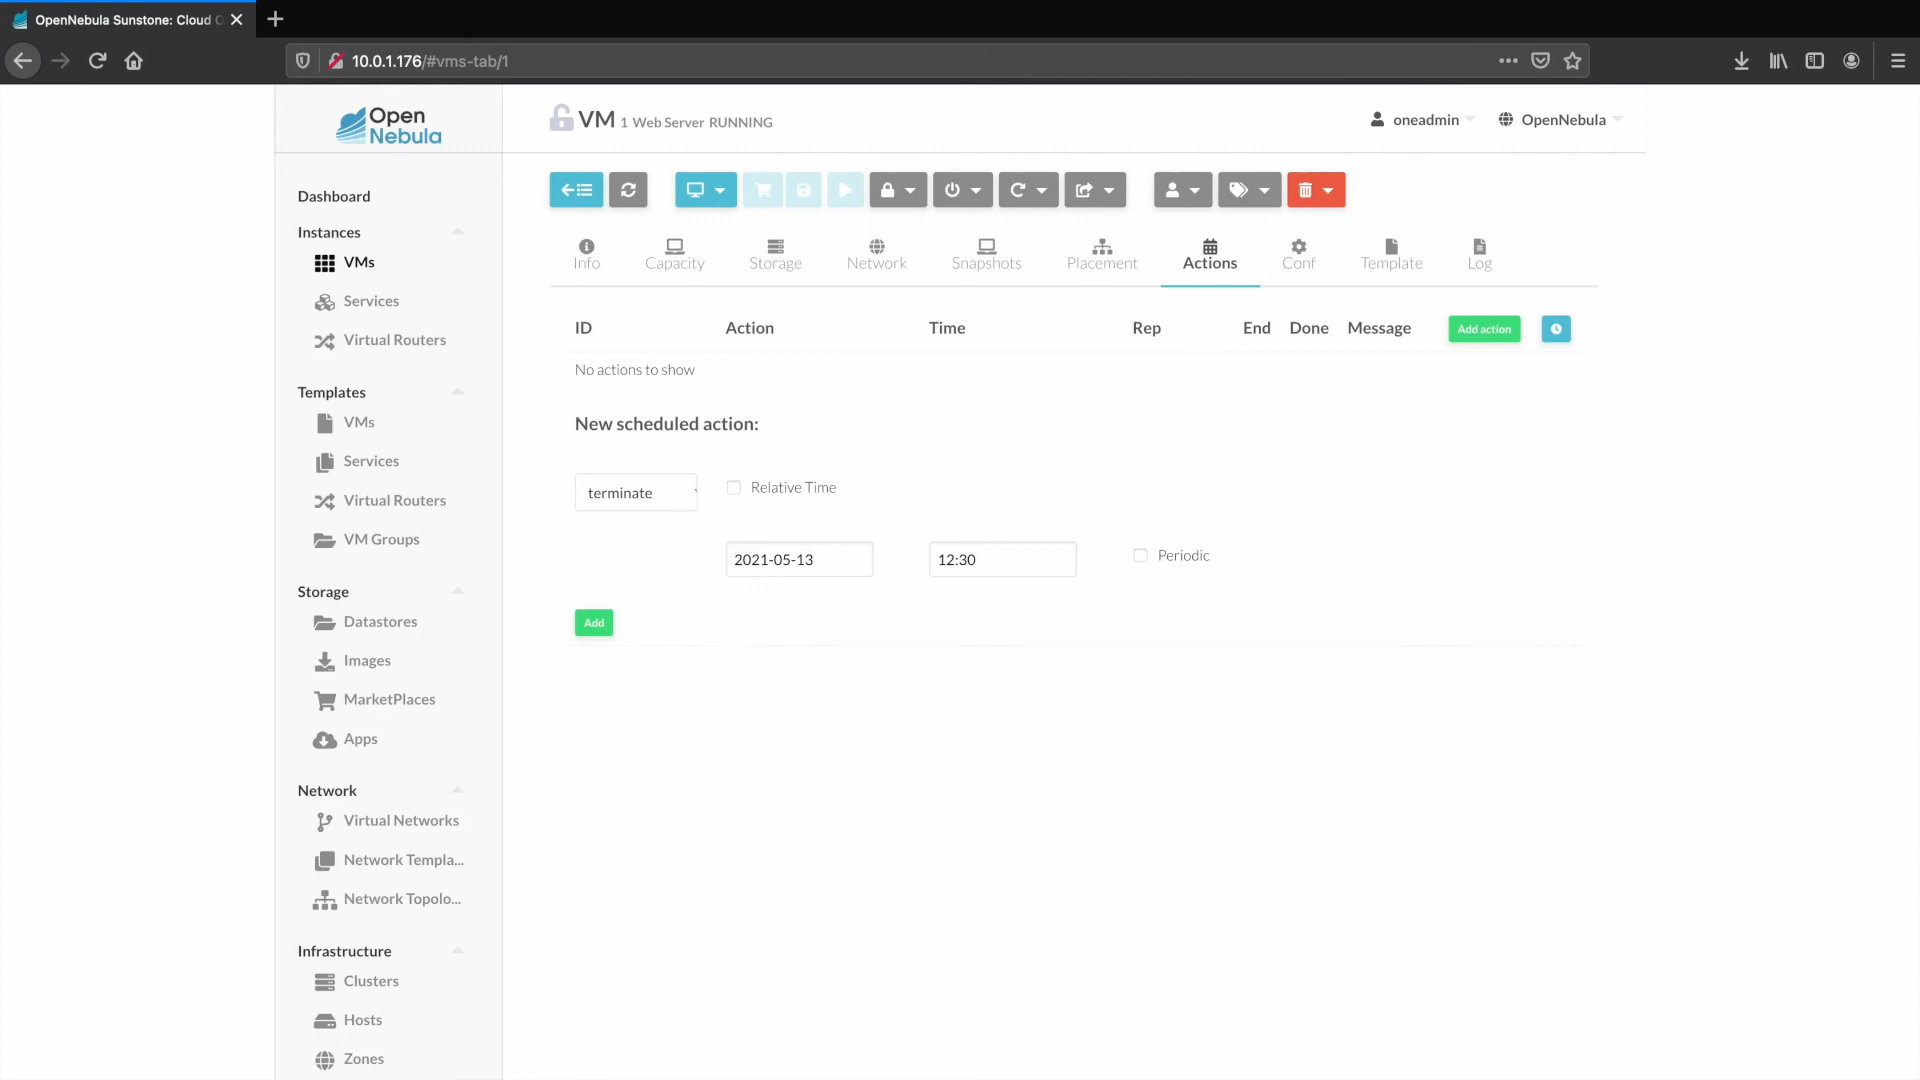 OpenNebula Sunstone: Cloud O
10.0.1.176/#vms-tab/1
Open
Nebula
VM 1 Web Server RUNNING
oneadmin
OpenNebula
Dashboard
Instances
VMs
Services
Virtual Routers
Templates
VMs
Services
Virtual Routers
VM Groups
Storage
Datastores
Images
MarketPlaces
Apps
Network
Virtual Networks
Network Templa...
Network Topolo...
Infrastructure
Clusters
Hosts
Zones
Info
Capacity
Storage
Network
Snapshots
Placement
Actions
Conf
Template
Log
ID Action Time Rep End Done Message Add action
No actions to show
New scheduled action:
terminate
Relative Time
2021-05-13
12:30
Periodic
Add